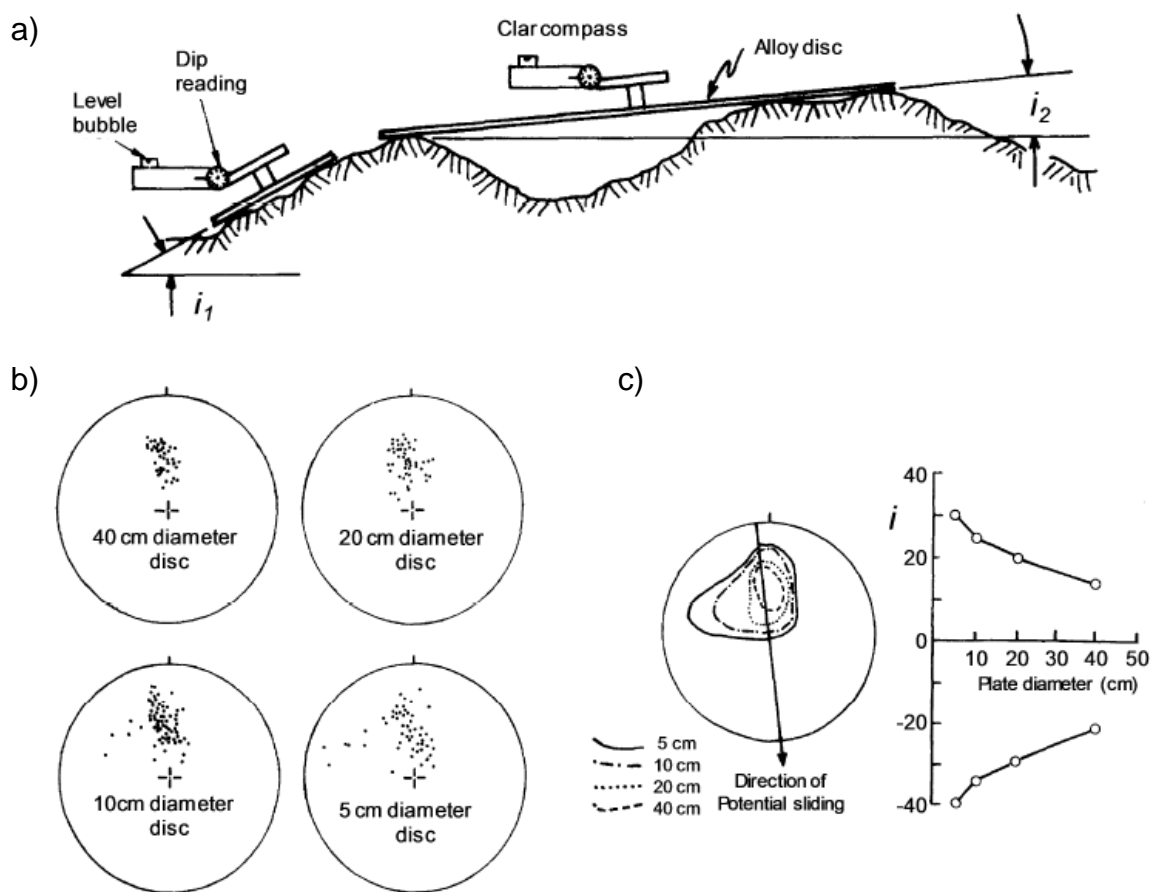 a)
Clar compass
Alloy disc
Dip
reading
Level
bubble
i1
i2
b)
40 cm diameter
disc
20 cm diameter
disc
10cm diameter
disc
5 cm diameter
disc
c)
5 cm
10 cm
20 cm
40 cm
Direction of
Potential sliding
i
40
20
0
-20
-40
10 20 30 40 50
Plate diameter (cm)